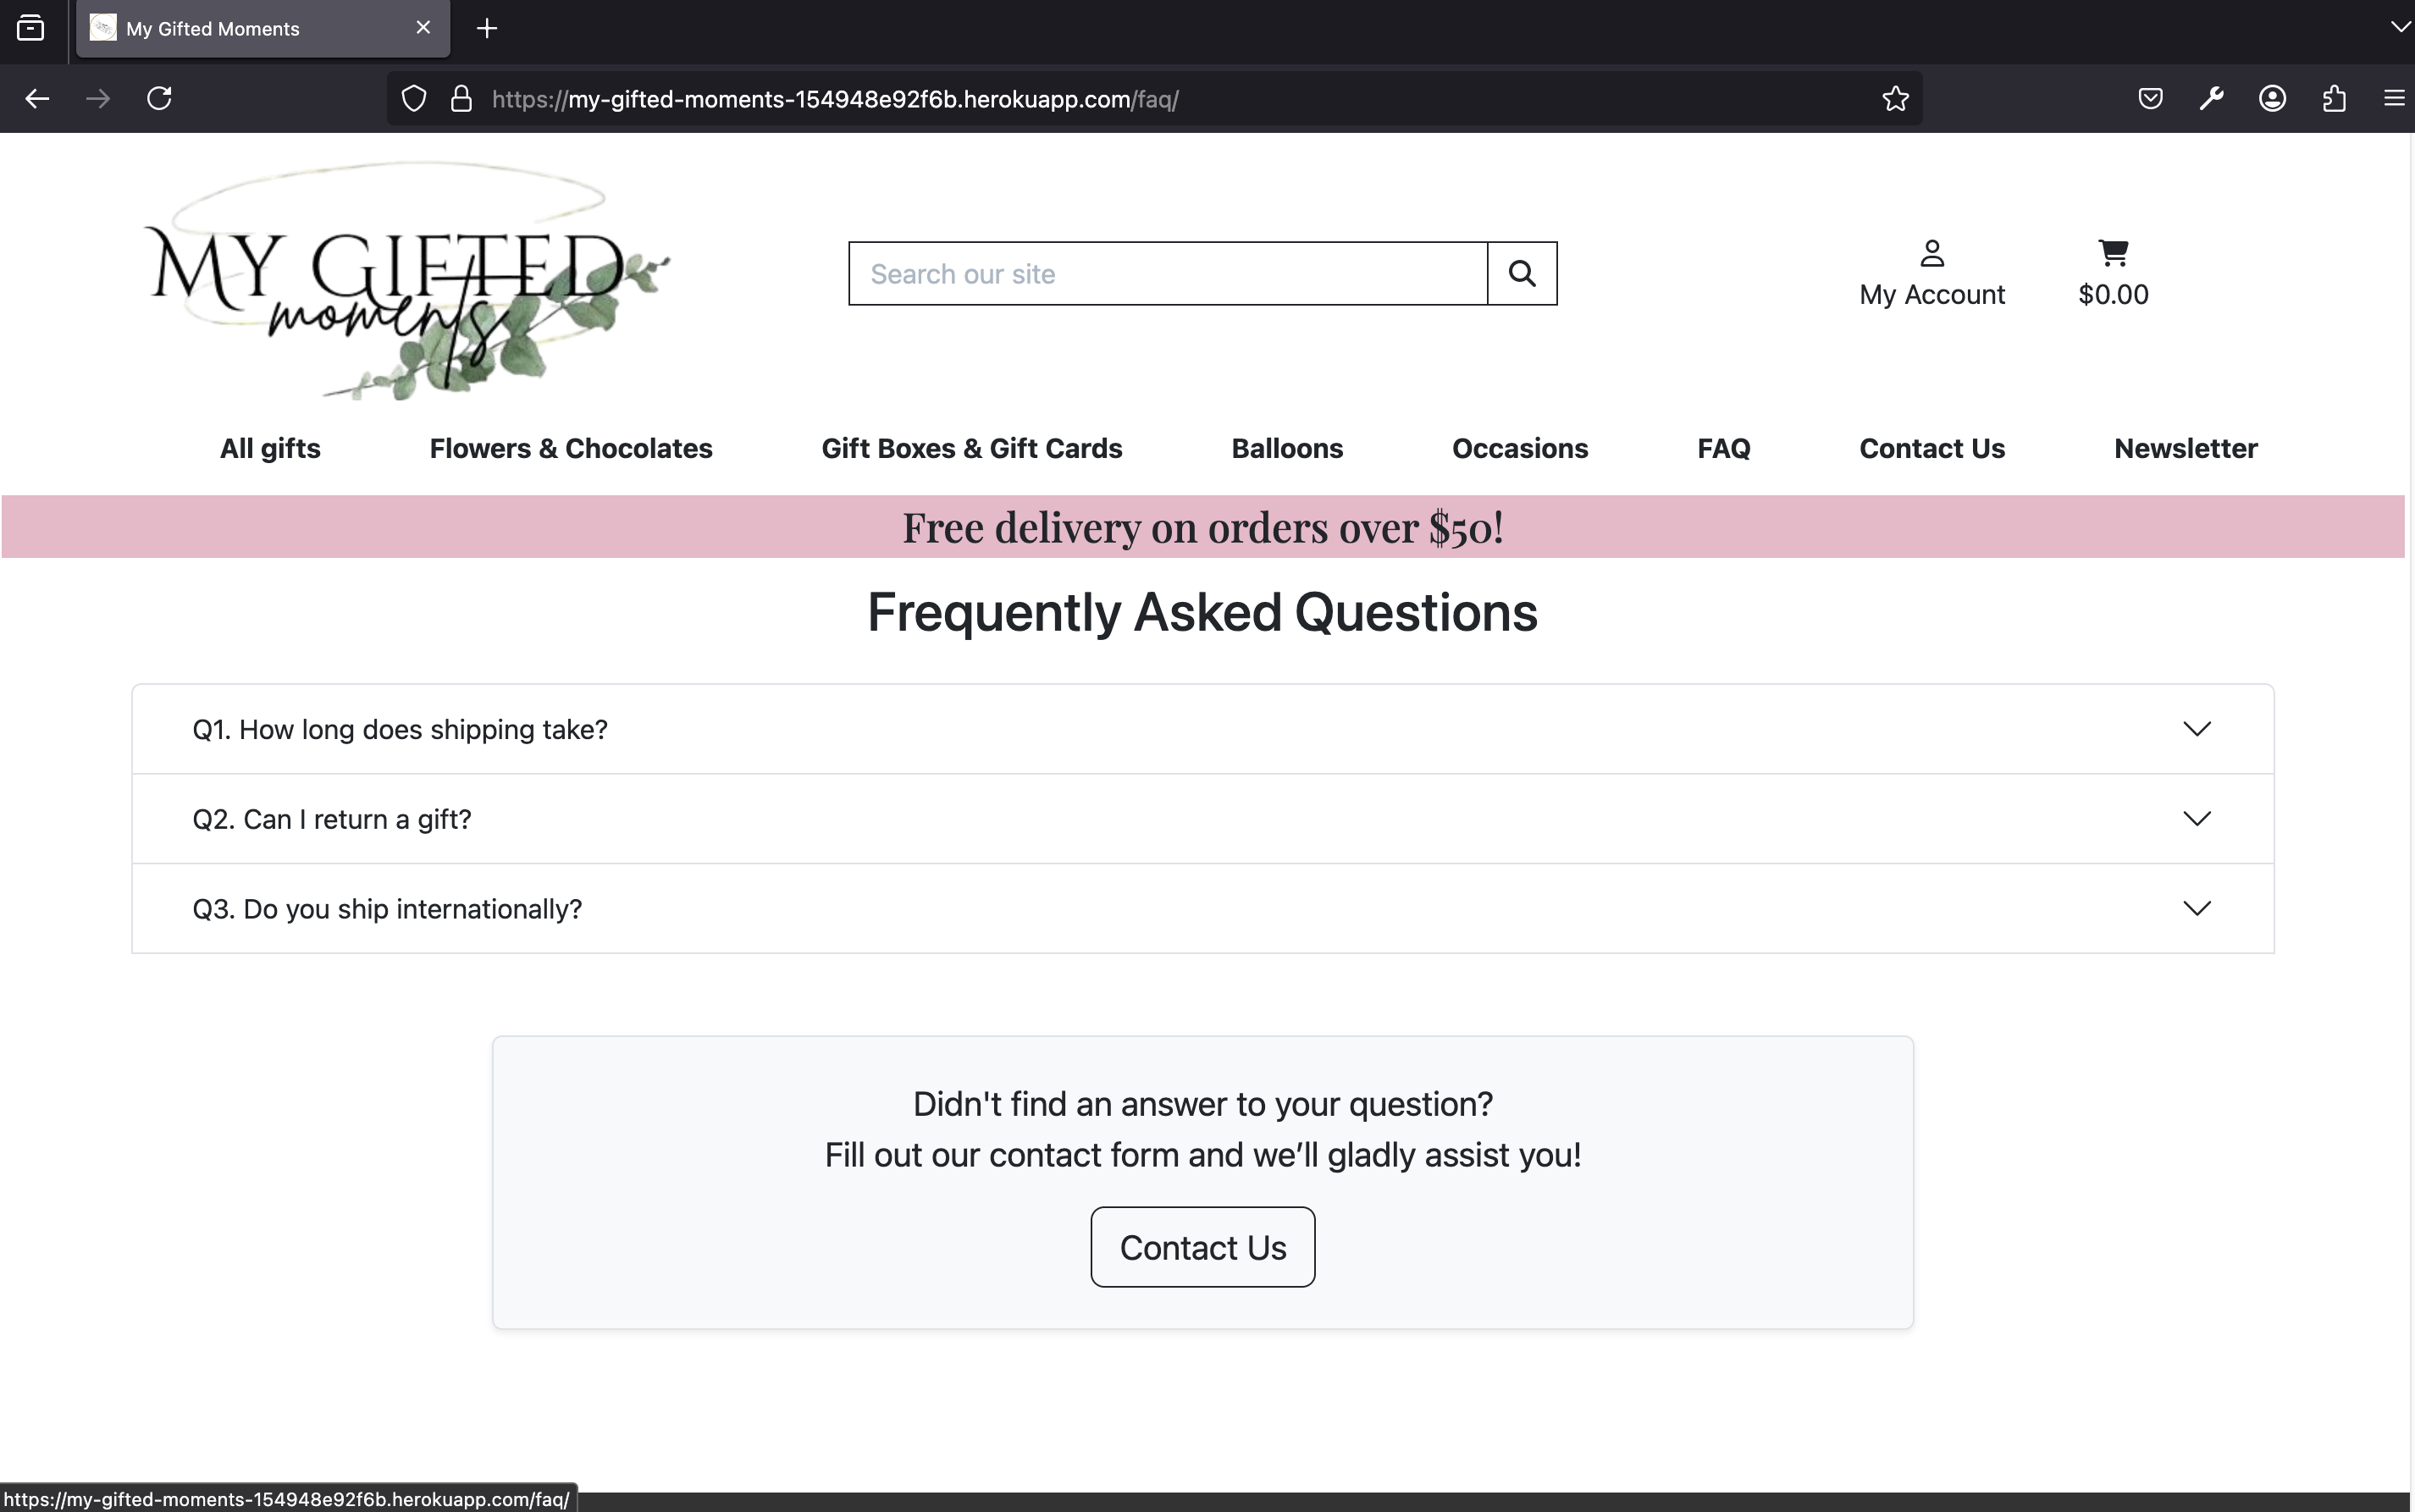 My Gifted Moments
https://my-gifted-moments-154948e92f6b.herokuapp.com/faq/
MY GIFTED
moments
Search our site
My Account
$0.00
All gifts
Flowers & Chocolates
Gift Boxes & Gift Cards
Balloons
Occasions
FAQ
Contact Us
Newsletter
Free delivery on orders over $50!
Frequently Asked Questions
Q1. How long does shipping take?
Q2. Can I return a gift?
Q3. Do you ship internationally?
Didn't find an answer to your question?
Fill out our contact form and we’ll gladly assist you!
Contact Us
https://my-gifted-moments-154948e92f6b.herokuapp.com/faq/